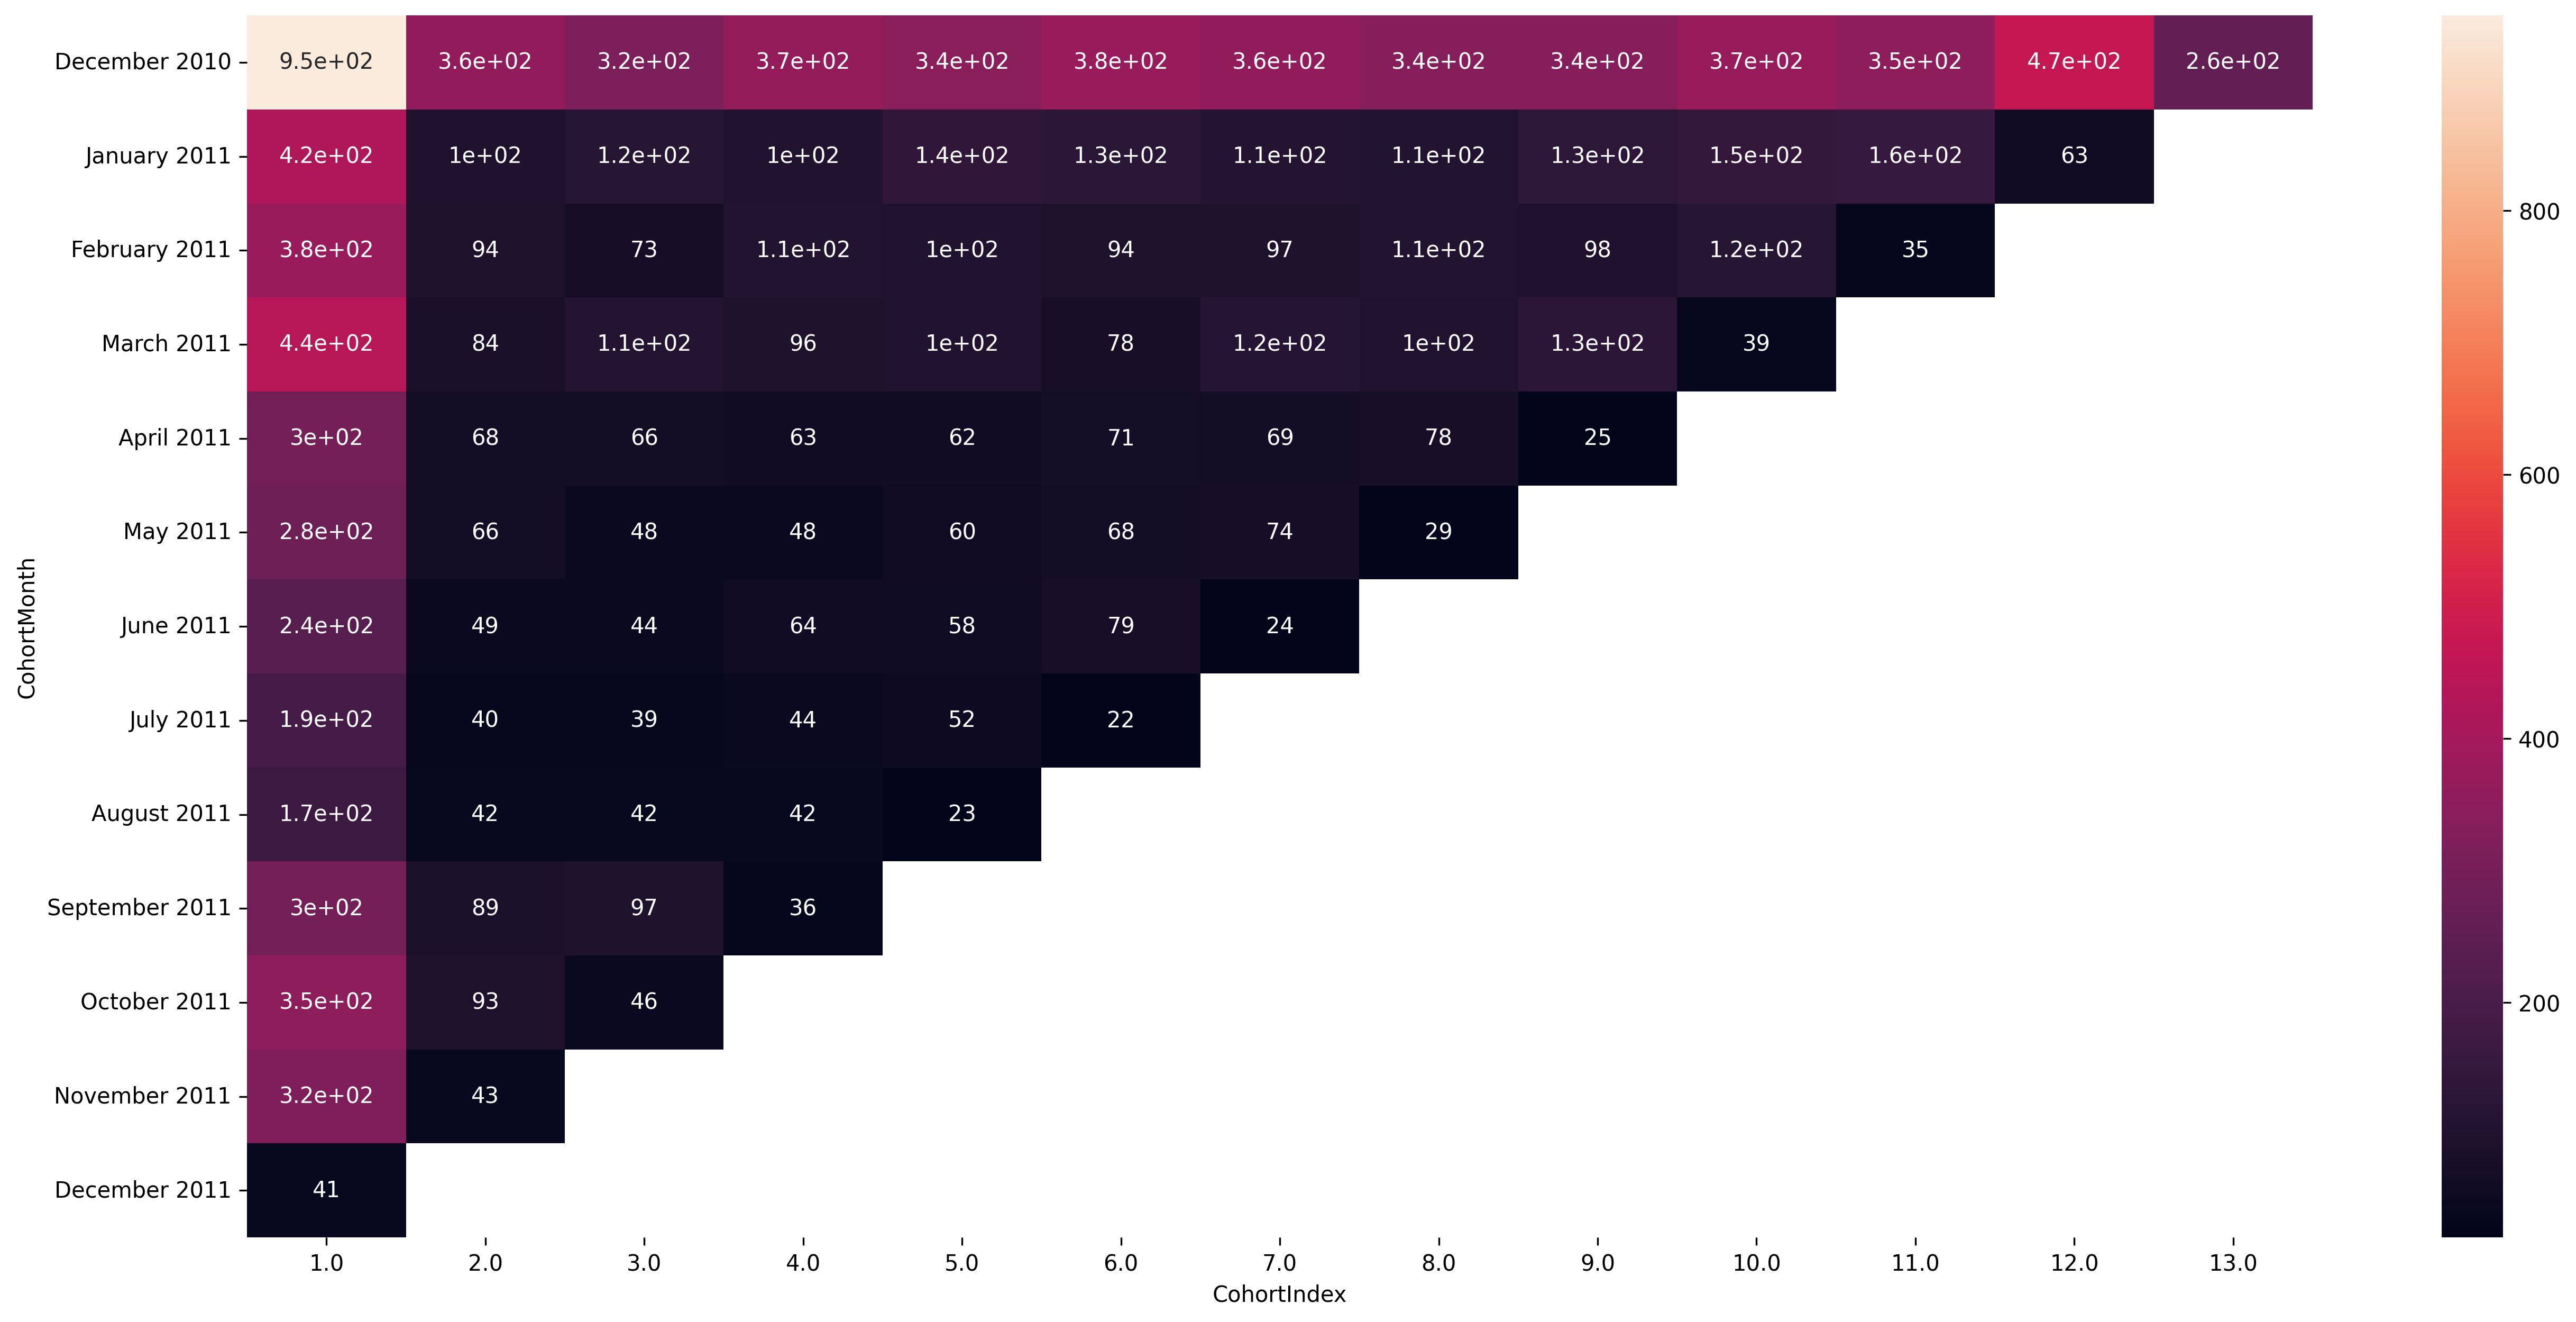 December 2010 9.5e+02 3.6e+02 3.2e+02 3.7e+02 3.4e+02 3.8e+02 3.6e+02 3.4e+02 3.4e+02 3.7e+02 3.5e+02 4.7e+02 2.6e+02
January 2011 4.2e+02 1e+02 1.2e+02 1e+02 1.4e+02 1.3e+02 1.1e+02 1.1e+02 1.3e+02 1.5e+02 1.6e+02 63
800
February 2011 3.8e+02 94 73 1.1e+02 1e+02 94 97 1.1e+02 98 1.2e+02 35
March 2011 4.4e+02 84 1.1e+02 96 1e+02 78 1.2e+02 1e+02 1.3e+02 39
April 2011 3e+02 68 66 63 62 71 69 78 25
600
May 2011 2.8e+02 66 48 48 60 68 74 29
CohortMonth
June 2011 2.4e+02 49 44 64 58 79 24
July 2011 1.9e+02 40 39 44 52 22
400
August 2011 1.7e+02 42 42 42 23
September 2011 3e+02 89 97 36
October 2011 3.5e+02 93 46
200
November 2011 3.2e+02 43
December 2011 41
1.0 2.0 3.0 4.0 5.0 6.0 7.0 8.0 9.0 10.0 11.0 12.0 13.0
CohortIndex